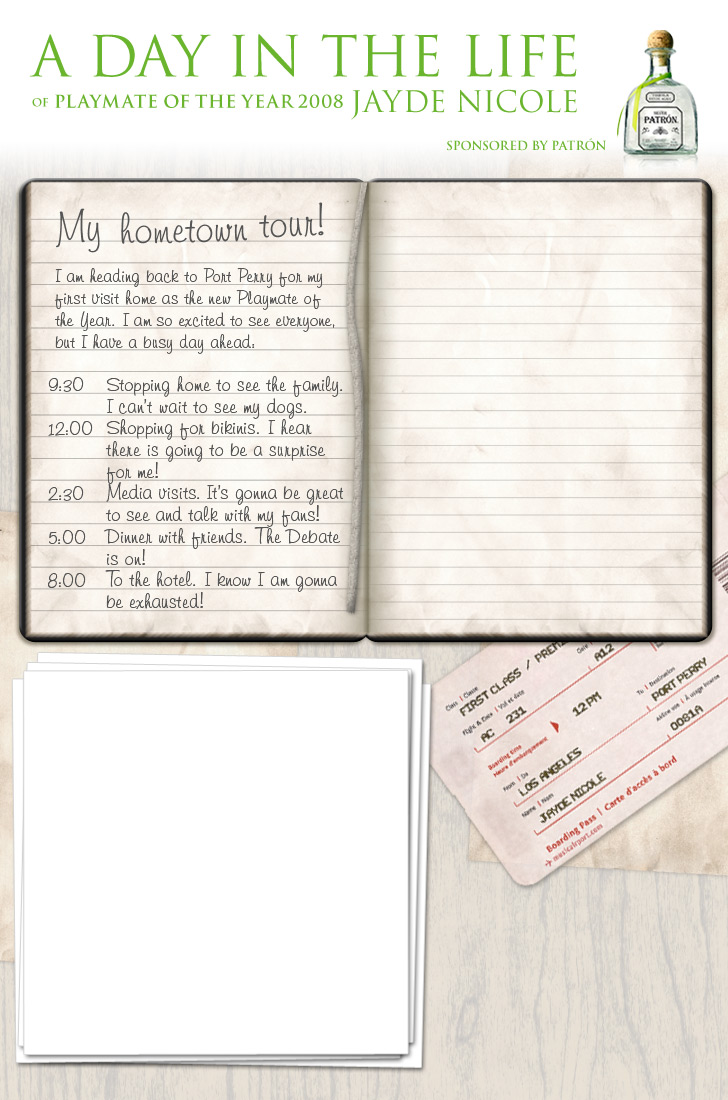 A DAY IN THE LIFE
OF PLAYMATE OF THE YEAR 2008 JAYDE NICOLE
SPONSORED BY PATRÓN
PATRÓN
My hometown tour!
I am heading back to Port Perry for my
first visit home as the new Playmate of
the Year. I am so excited to see everyone,
but I have a busy day ahead:
9:30 Stopping home to see the family.
I can't wait to see my dogs.
12:00 Shopping for bikinis. I hear
there is going to be a surprise
for me!
2:30 Media visits. It's gonna be great
to see and talk with my fans!
5:00 Dinner with friends. The Debate
is on!
8:00 To the hotel. I know I am gonna
be exhausted!
Class | Classe
FIRST CLASS / PREMI
Flight & Date | Vol et date
AC 231
A12
Boarding time
Heure d'embarquement
12PM
From | De
LOS ANGELES
To | Destination
PORT PERRY
Airline use | À usage interne
0081A
Name | Nom
JAYDE NICOLE
Boarding Pass | Carte d'accès à bord
musicairport.com